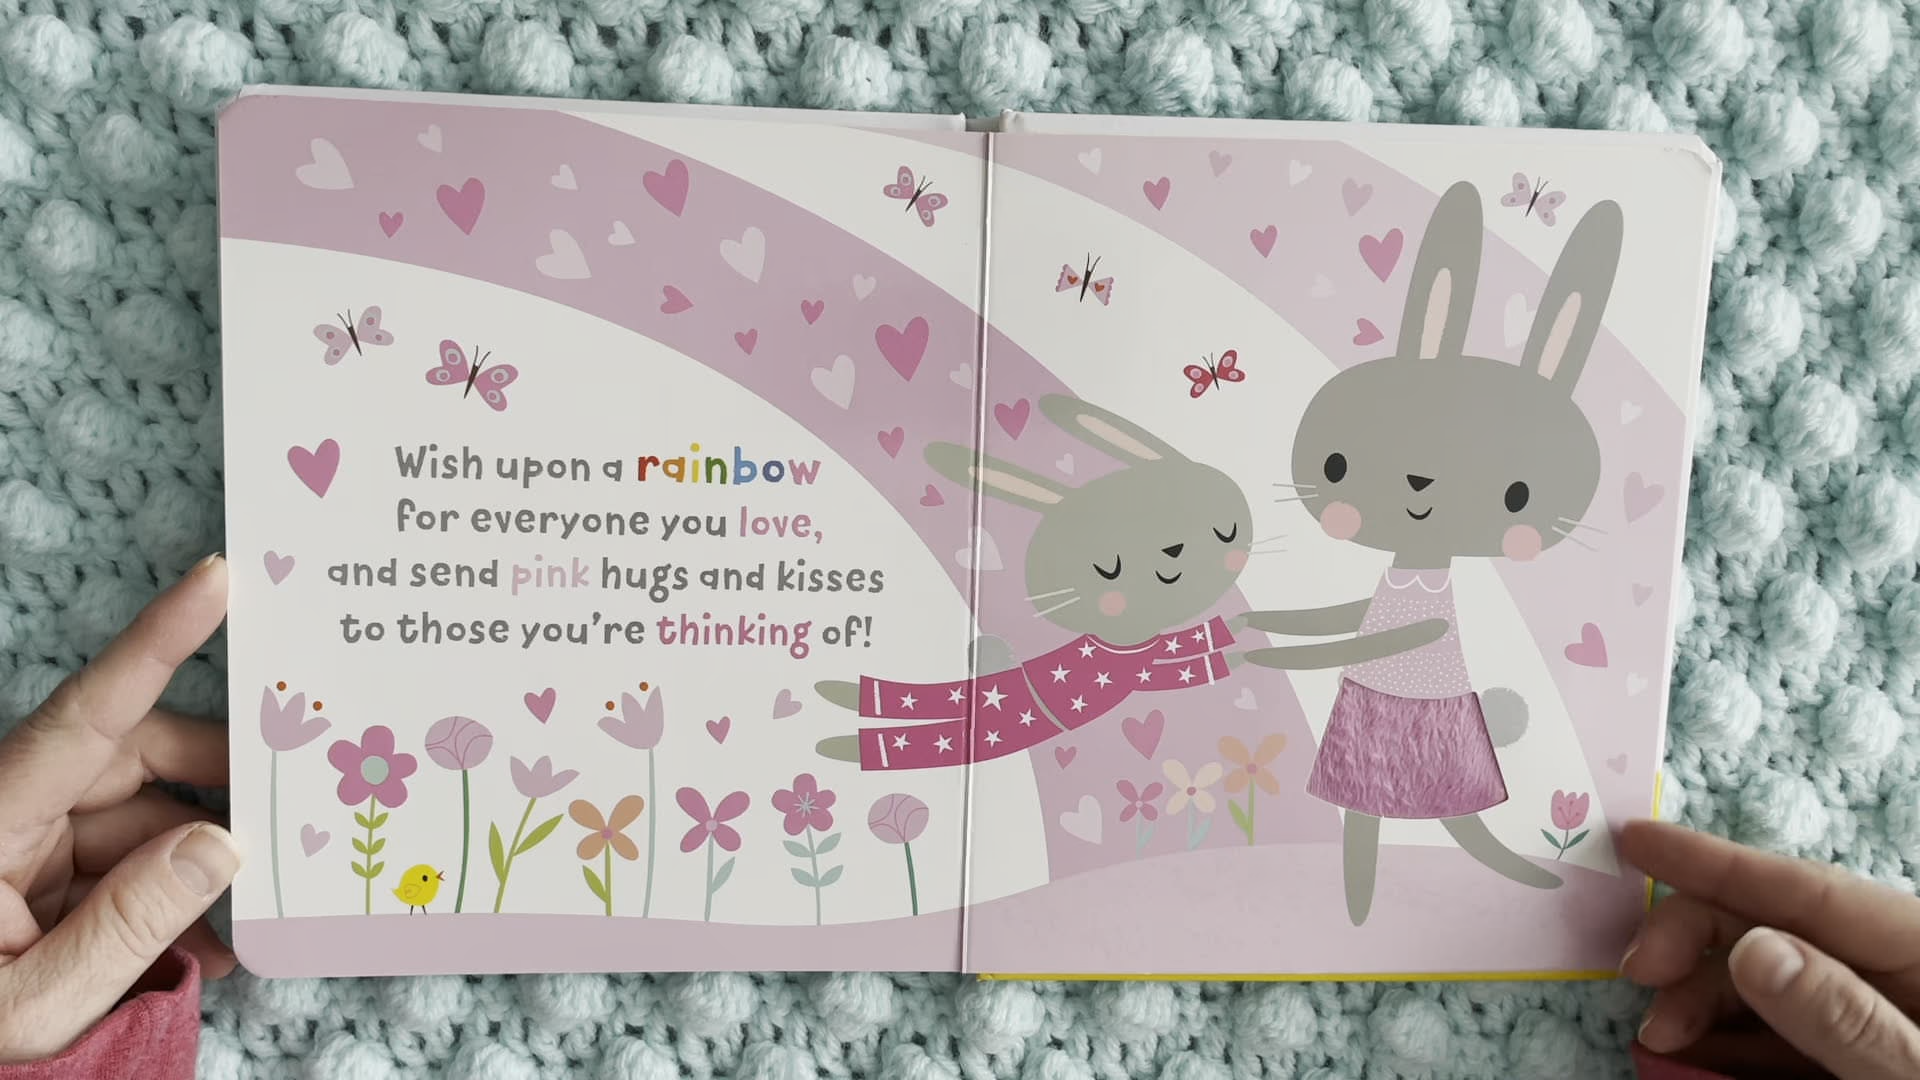 Wish upon a rainbow
for everyone you love,
and send pink hugs and kisses
to those you're thinking of!